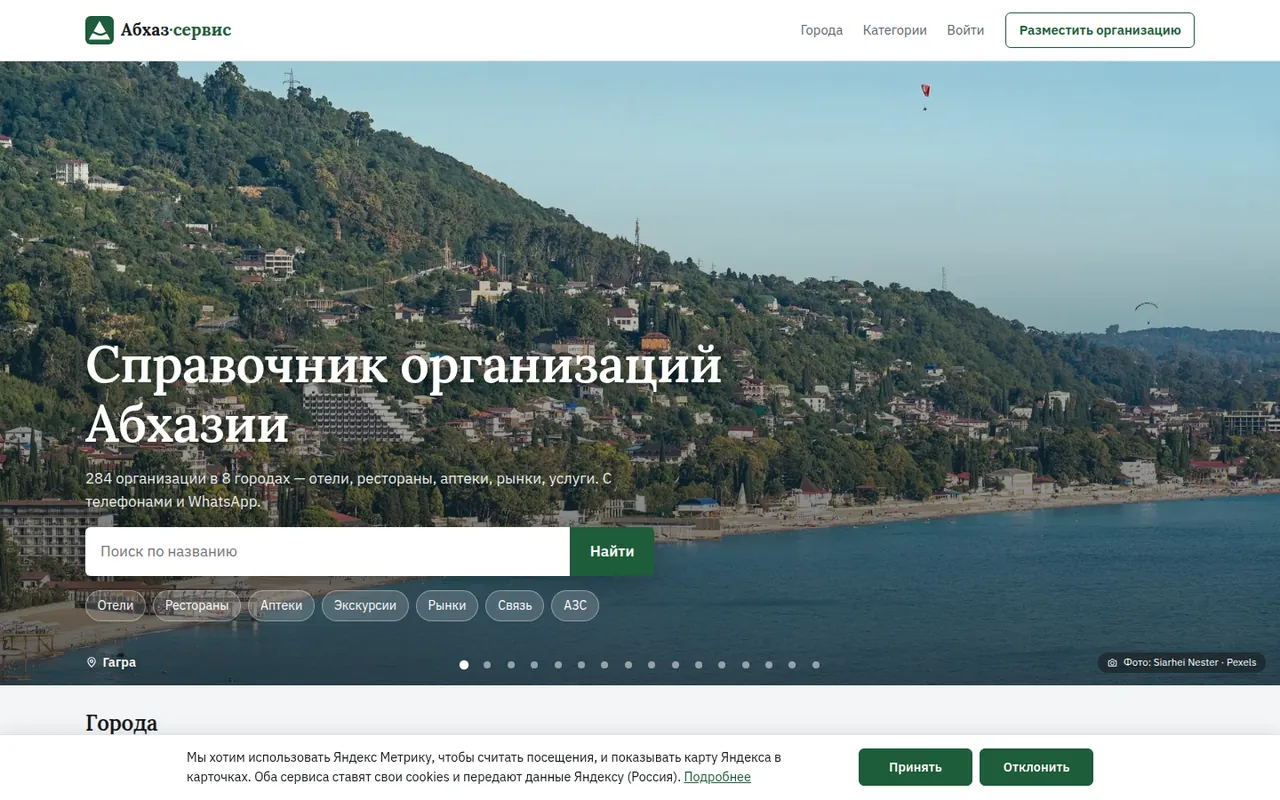 Абхаз·сервис
Города
Категории
Войти
Разместить организацию
Справочник организаций
Абхазии
284 организации в 8 городах — отели, рестораны, аптеки, рынки, услуги. С
телефонами и WhatsApp.
Поиск по названию
Найти
Отели
Рестораны
Аптеки
Экскурсии
Рынки
Связь
АЗС
Гагра
Фото: Siarhei Nester · Pexels
Города
Мы хотим использовать Яндекс Метрику, чтобы считать посещения, и показывать карту Яндекса в
карточках. Оба сервиса ставят свои cookies и передают данные Яндексу (Россия). Подробнее
Принять
Отклонить